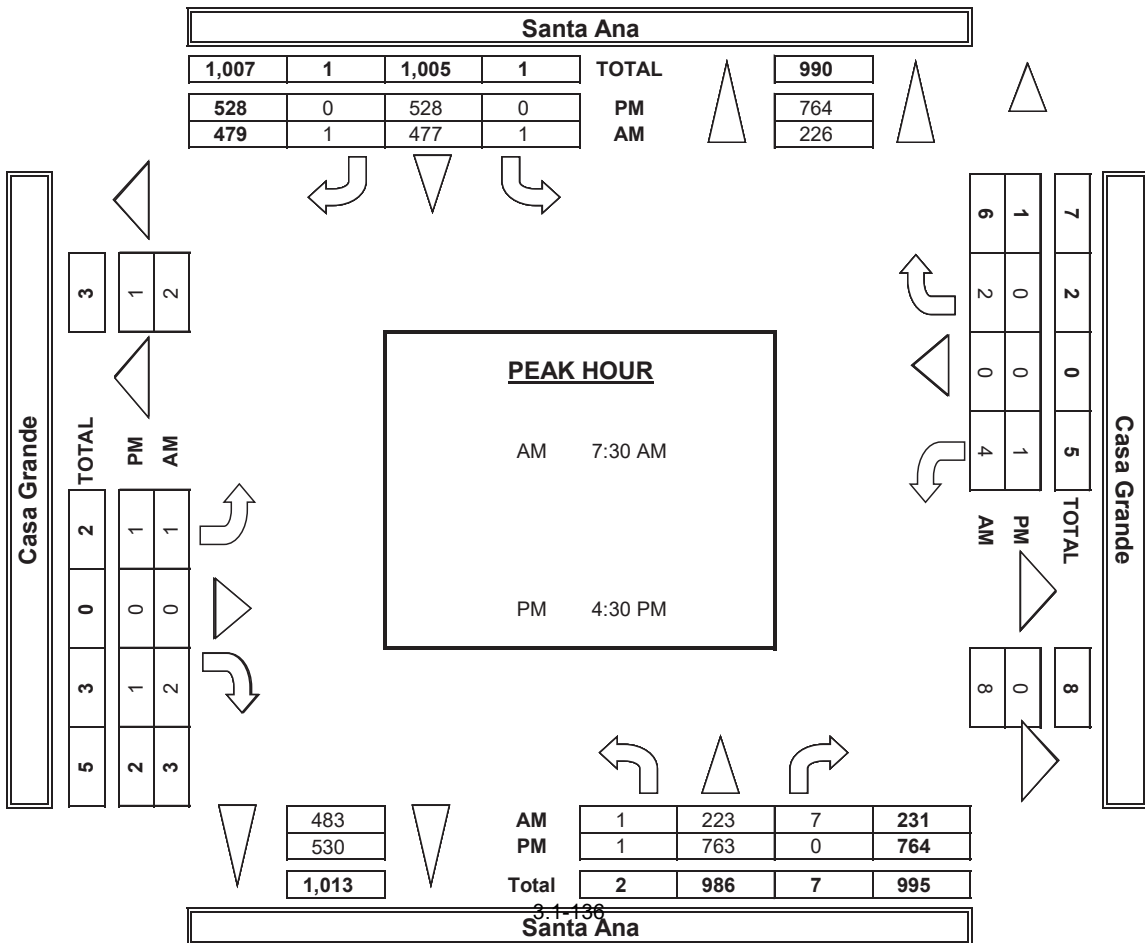 Santa Ana
1,007 1 1,005 1 TOTAL 990
528 0 528 0 PM 764
479 1 477 1 AM 226
Casa Grande
TOTAL 3
PM 1
AM 2
2 0 3 5
1 0 1 2
1 0 2 3
PEAK HOUR
AM 7:30 AM
PM 4:30 PM
7 2 0 5 TOTAL 8
1 0 0 1 PM 0
6 2 0 4 AM 8
Casa Grande
483 AM 1 223 7 231
530 PM 1 763 0 764
1,013 Total 2 986 7 995
3.1-136
Santa Ana